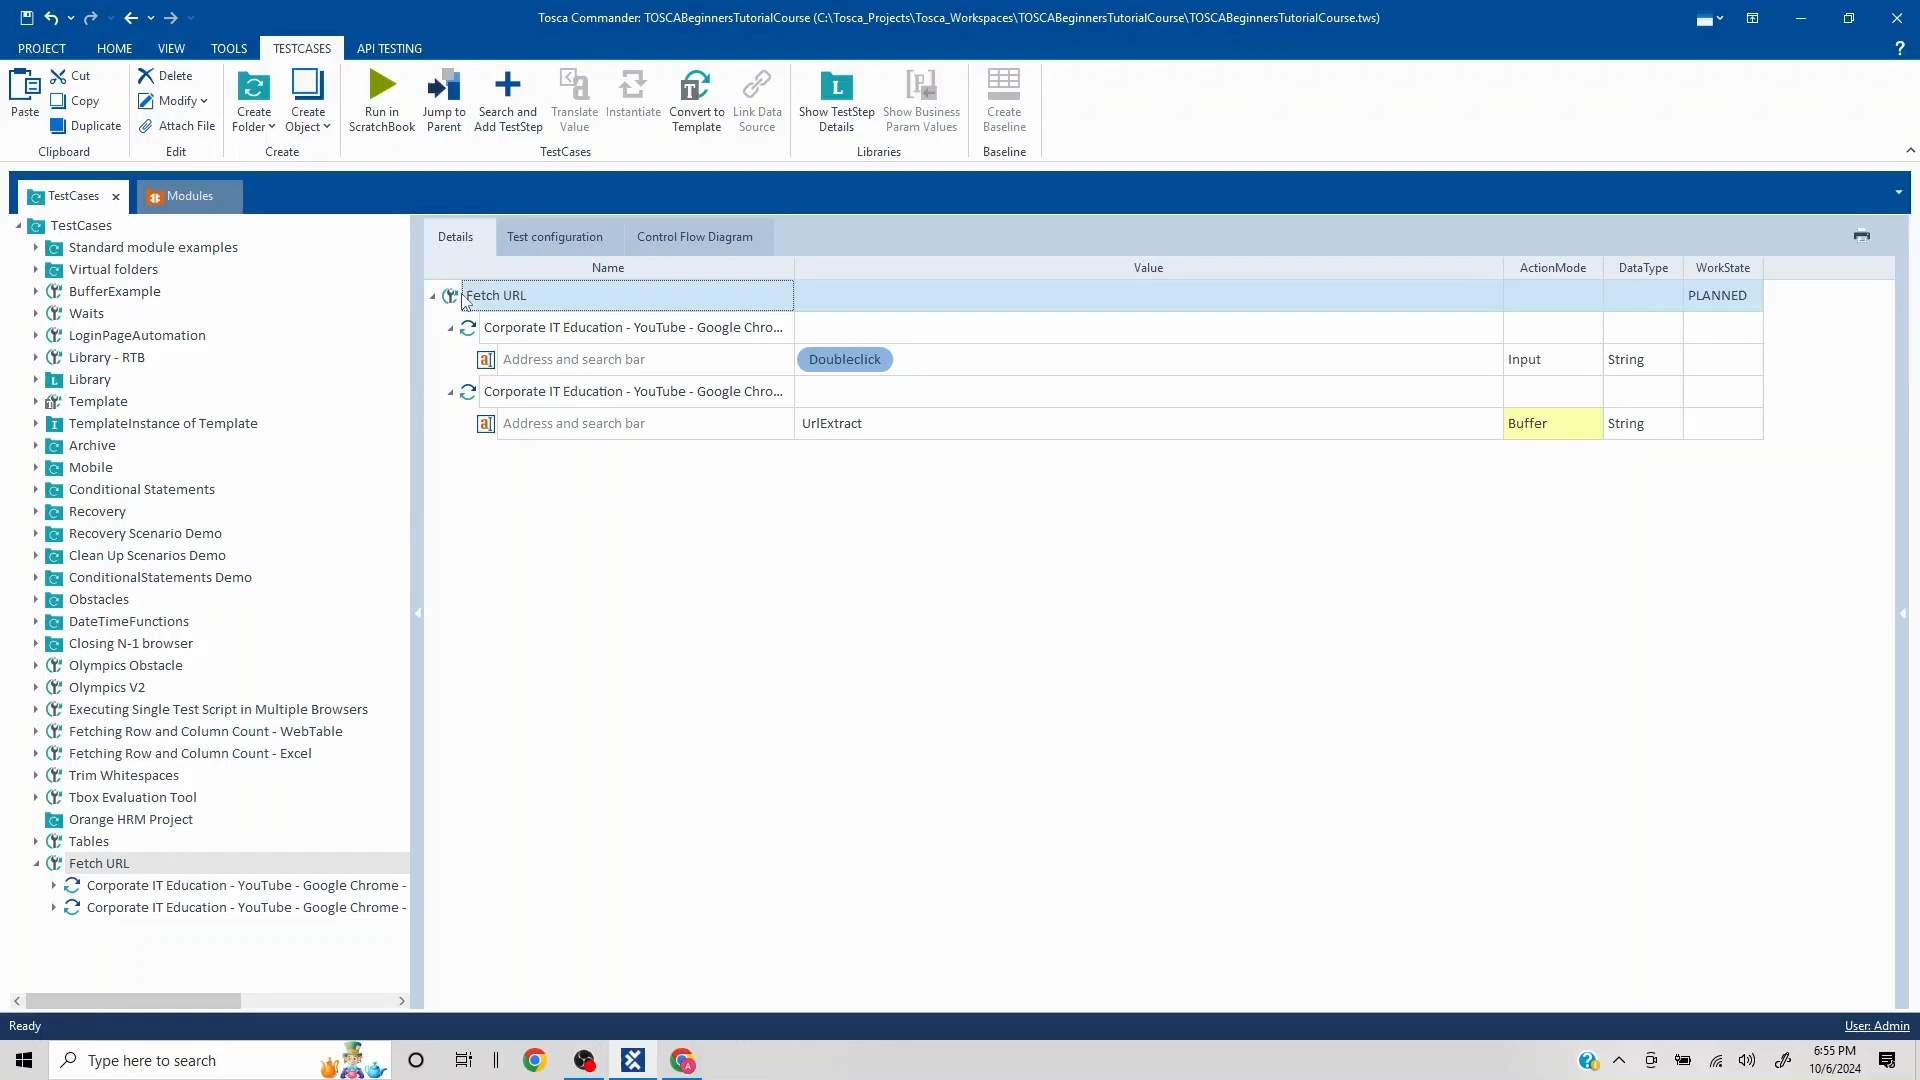 Tosca Commander: TOSCABeginnersTutorialCourse (C:\Tosca_Projects\Tosca_Workspaces\TOSCABeginnersTutorialCourse\TOSCABeginnersTutorialCourse.tws)
PROJECT HOME VIEW TOOLS TESTCASES API TESTING ?
Paste Cut Copy Duplicate
Delete Modify Attach File
Create Folder Create Object
Run in ScratchBook Jump to Parent Search and Add TestStep Translate Value Instantiate Convert to Template Link Data Source
Show TestStep Details Show Business Param Values Create Baseline
Clipboard Edit Create TestCases Libraries Baseline
TestCases Modules
TestCases
Standard module examples
Virtual folders
BufferExample
Waits
LoginPageAutomation
Library - RTB
Library
Template
TemplateInstance of Template
Archive
Mobile
Conditional Statements
Recovery
Recovery Scenario Demo
Clean Up Scenarios Demo
ConditionalStatements Demo
Obstacles
DateTimeFunctions
Closing N-1 browser
Olympics Obstacle
Olympics V2
Executing Single Test Script in Multiple Browsers
Fetching Row and Column Count - WebTable
Fetching Row and Column Count - Excel
Trim Whitespaces
Tbox Evaluation Tool
Orange HRM Project
Tables
Fetch URL
Corporate IT Education - YouTube - Google Chrome -
Corporate IT Education - YouTube - Google Chrome -
Details Test configuration Control Flow Diagram
Name Value ActionMode DataType WorkState
Fetch URL PLANNED
Corporate IT Education - YouTube - Google Chro...
Address and search bar Doubleclick Input String
Corporate IT Education - YouTube - Google Chro...
Address and search bar UrlExtract Buffer String
Ready User: Admin
Type here to search
6:55 PM
10/6/2024